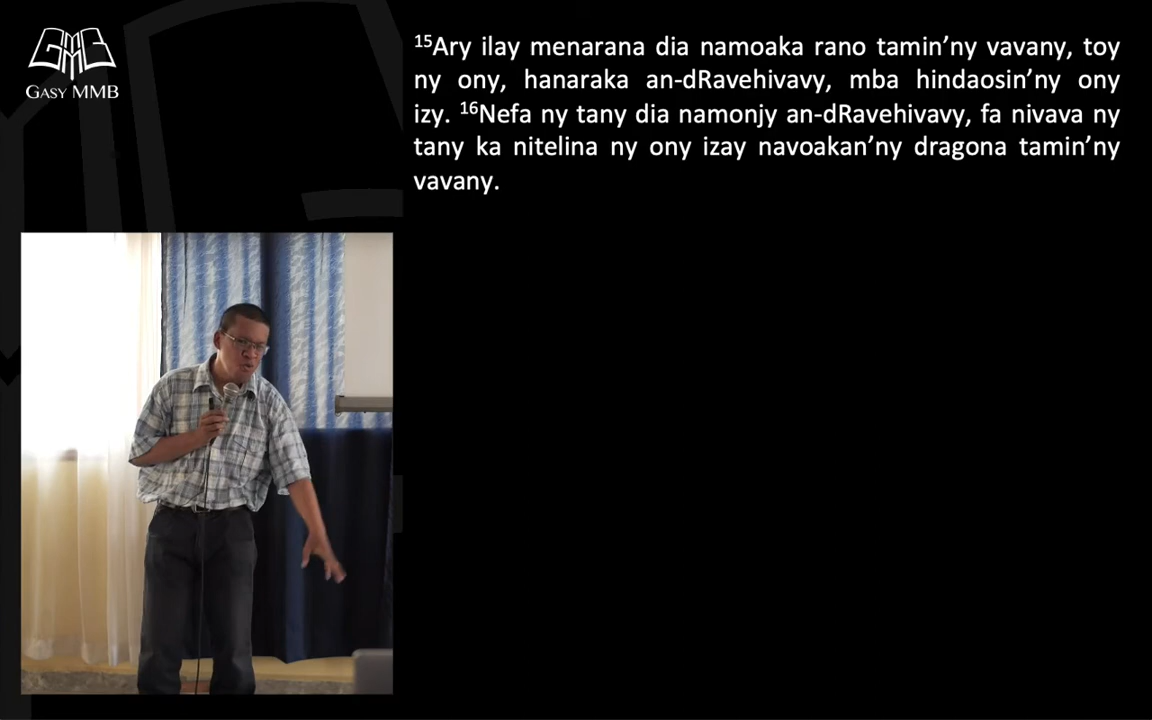 GMMB
GASY MMB
¹⁵Ary ilay menarana dia namoaka rano tamin’ny vavany, toy
ny ony, hanaraka an-dRavehivavy, mba hindaosin’ny ony
izy. ¹⁶Nefa ny tany dia namonjy an-dRavehivavy, fa nivava ny
tany ka nitelina ny ony izay navoakan’ny dragona tamin’ny
vavany.